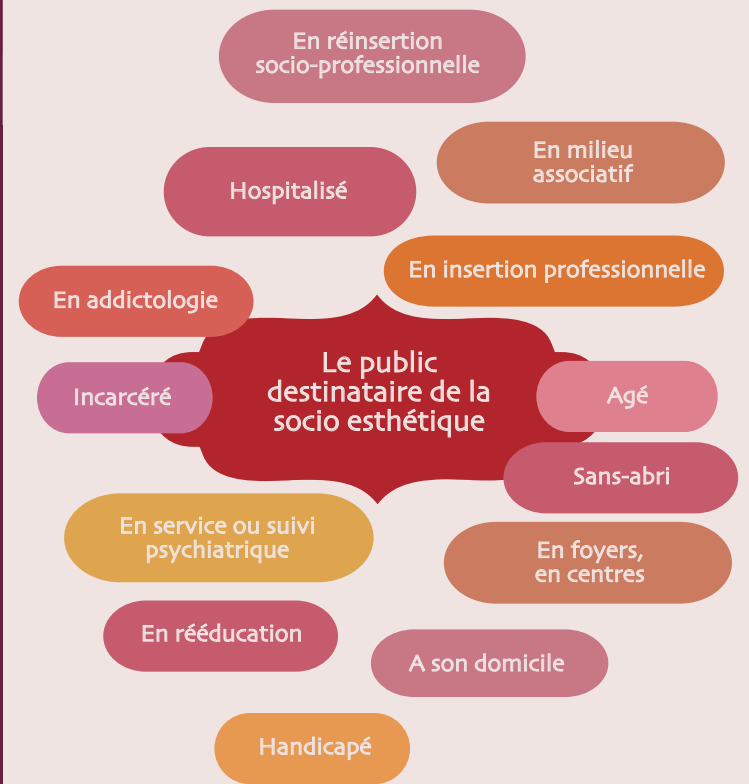 En réinsertion
socio-professionnelle
En milieu
associatif
Hospitalisé
En insertion professionnelle
En addictologie
Le public
destinataire de la
socio esthétique
Incarcéré
Agé
Sans-abri
En service ou suivi
psychiatrique
En foyers,
en centres
En rééducation
A son domicile
Handicapé